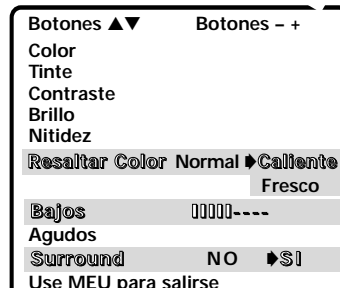 Botones ▲▼ Botones – +
Color
Tinte
Contraste
Brillo
Nitidez
Resaltar Color Normal ➧Caliente
Fresco
Bajos
Agudos
Surround NO ➧SI
Use MEU para salirse